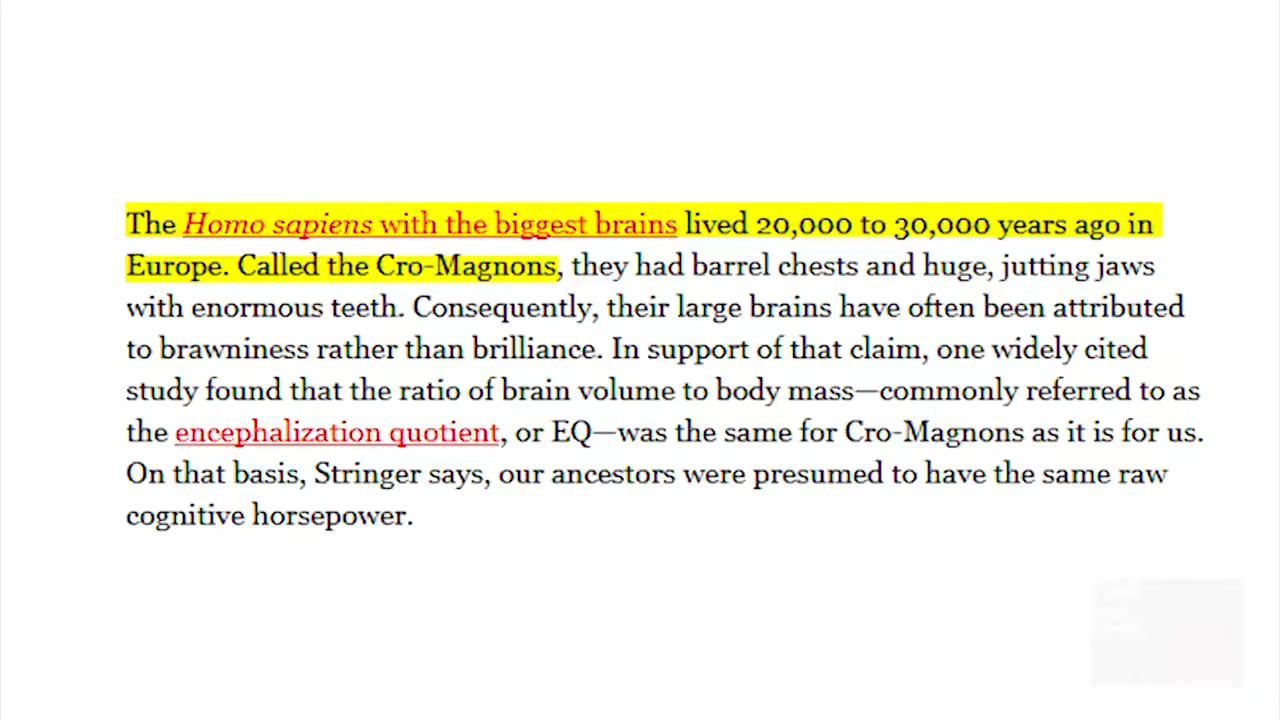 The Homo sapiens with the biggest brains lived 20,000 to 30,000 years ago in
Europe. Called the Cro-Magnons, they had barrel chests and huge, jutting jaws
with enormous teeth. Consequently, their large brains have often been attributed
to brawniness rather than brilliance. In support of that claim, one widely cited
study found that the ratio of brain volume to body mass—commonly referred to as
the encephalization quotient, or EQ—was the same for Cro-Magnons as it is for us.
On that basis, Stringer says, our ancestors were presumed to have the same raw
cognitive horsepower.